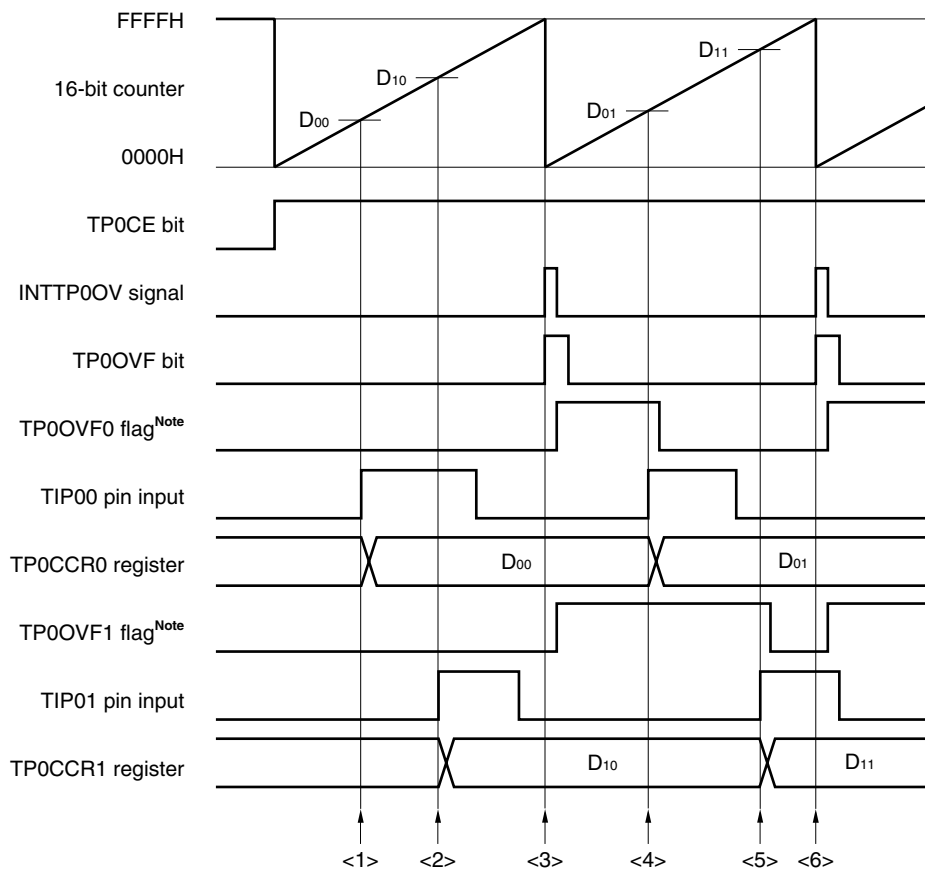 FFFFH
D11
D10
16-bit counter
D01
D00
0000H
TP0CE bit
INTTP0OV signal
TP0OVF bit
TP0OVF0 flagNote
TIP00 pin input
TP0CCR0 register
D00
D01
TP0OVF1 flagNote
TIP01 pin input
TP0CCR1 register
D10
D11
<1>
<2>
<3>
<4>
<5>
<6>